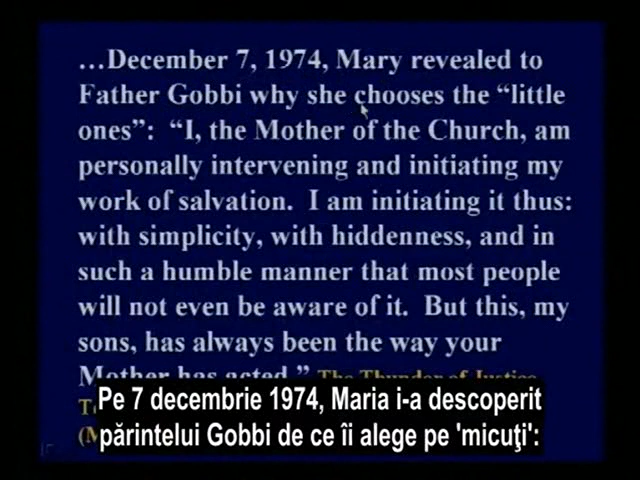 …December 7, 1974, Mary revealed to
Father Gobbi why she chooses the “little
ones”: “I, the Mother of the Church, am
personally intervening and initiating my
work of salvation. I am initiating it thus:
with simplicity, with hiddenness, and in
such a humble manner that most people
will not even be aware of it. But this, my
sons, has always been the way your
Mother has acted.” The Thunder of Justice
Pe 7 decembrie 1974, Maria i-a descoperit
părintelui Gobbi de ce îi alege pe 'micuţi':